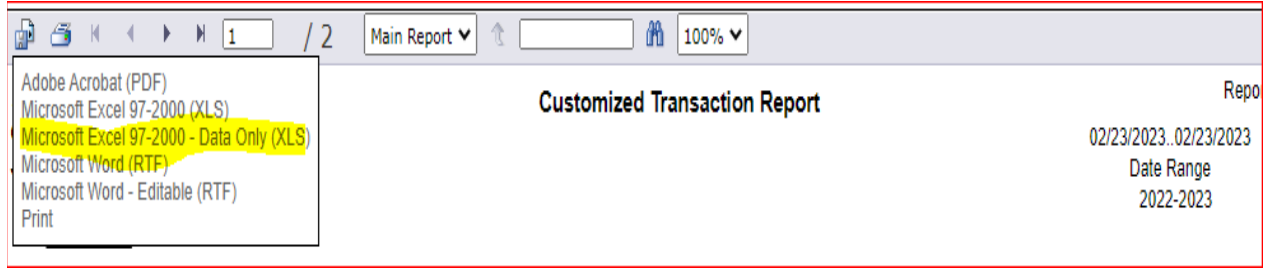 1 / 2 Main Report 100%
Adobe Acrobat (PDF)
Microsoft Excel 97-2000 (XLS)
Microsoft Excel 97-2000 - Data Only (XLS)
Microsoft Word (RTF)
Microsoft Word - Editable (RTF)
Print
Customized Transaction Report
Repo
02/23/2023..02/23/2023
Date Range
2022-2023